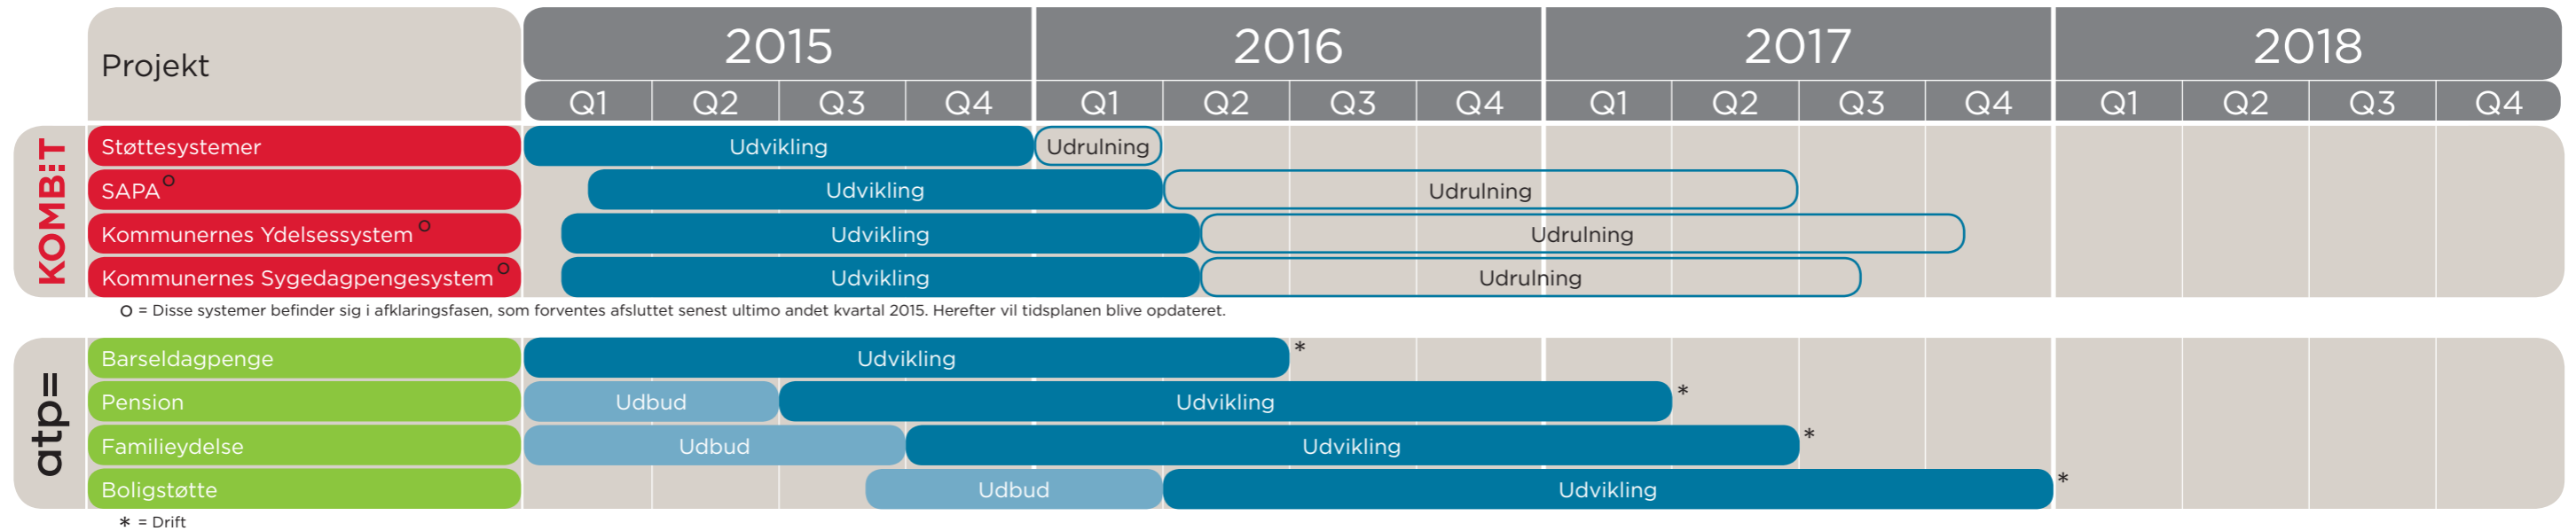 Projekt 2015 2016 2017 2018
Q1 Q2 Q3 Q4 Q1 Q2 Q3 Q4 Q1 Q2 Q3 Q4 Q1 Q2 Q3 Q4
KOMB:T
Støttesystemer Udvikling Udrulning
SAPA O Udvikling Udrulning
Kommunernes Ydelsessystem O Udvikling Udrulning
Kommunernes Sygedagpengesystem O Udvikling Udrulning
O = Disse systemer befinder sig i afklaringsfasen, som forventes afsluttet senest ultimo andet kvartal 2015. Herefter vil tidsplanen blive opdateret.
atp=
Barseldagpenge Udvikling *
Pension Udbud Udvikling *
Familieydelse Udbud Udvikling *
Boligstøtte Udbud Udvikling *
* = Drift